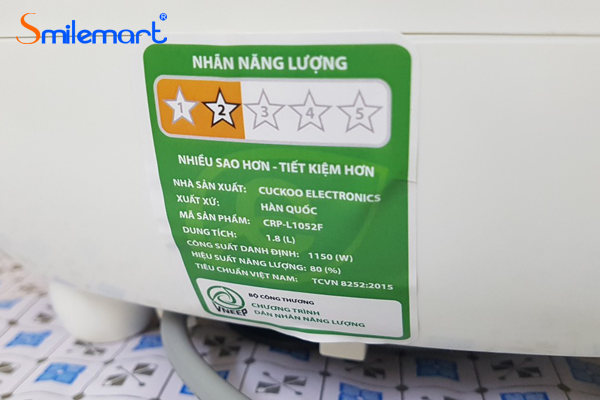 Smilemart®
NHÃN NĂNG LƯỢNG
1 2 3 4 5
NHIỀU SAO HƠN - TIẾT KIỆM HƠN
NHÀ SẢN XUẤT: CUCKOO ELECTRONICS
XUẤT XỨ: HÀN QUỐC
MÃ SẢN PHẨM: CRP-L1052F
DUNG TÍCH: 1.8 (L)
CÔNG SUẤT DANH ĐỊNH: 1150 (W)
HIỆU SUẤT NĂNG LƯỢNG: 80 (%)
TIÊU CHUẨN VIỆT NAM: TCVN 8252:2015
BỘ CÔNG THƯƠNG
CHƯƠNG TRÌNH
DÁN NHÃN NĂNG LƯỢNG
VNEEP